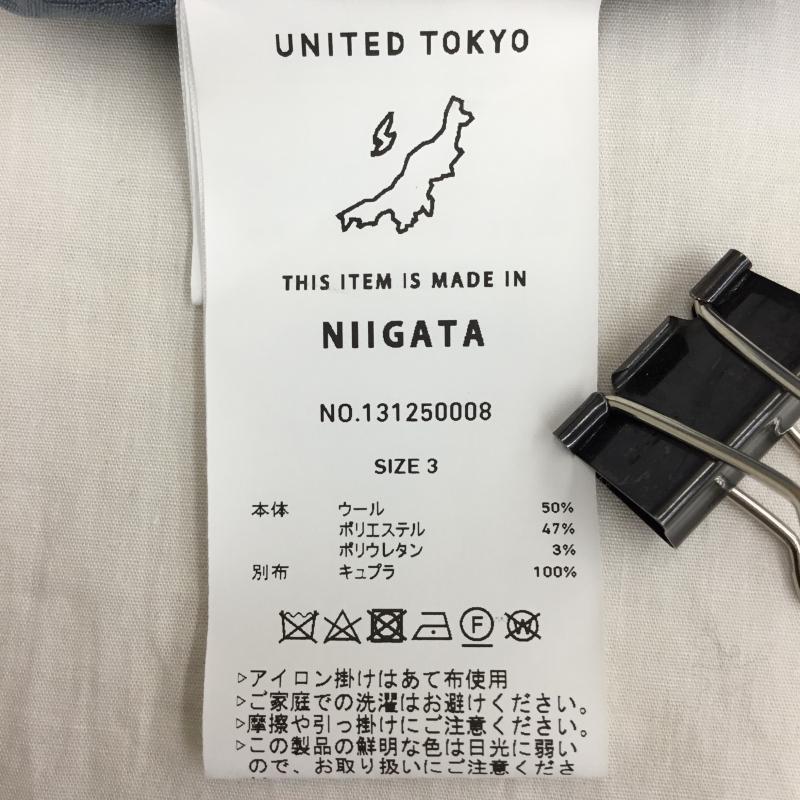 UNITED TOKYO
THIS ITEM IS MADE IN
NIIGATA
NO.131250008
SIZE 3
本体 ウール 50%
ポリエステル 47%
ポリウレタン 3%
別布 キュプラ 100%
F W
▷アイロン掛けはあて布使用
▷ご家庭での洗濯はお避けください。
▷摩擦や引っ掛けにご注意ください。
▷この製品の鮮明な色は日光に弱い
ので、お取り扱いにご注意くださ